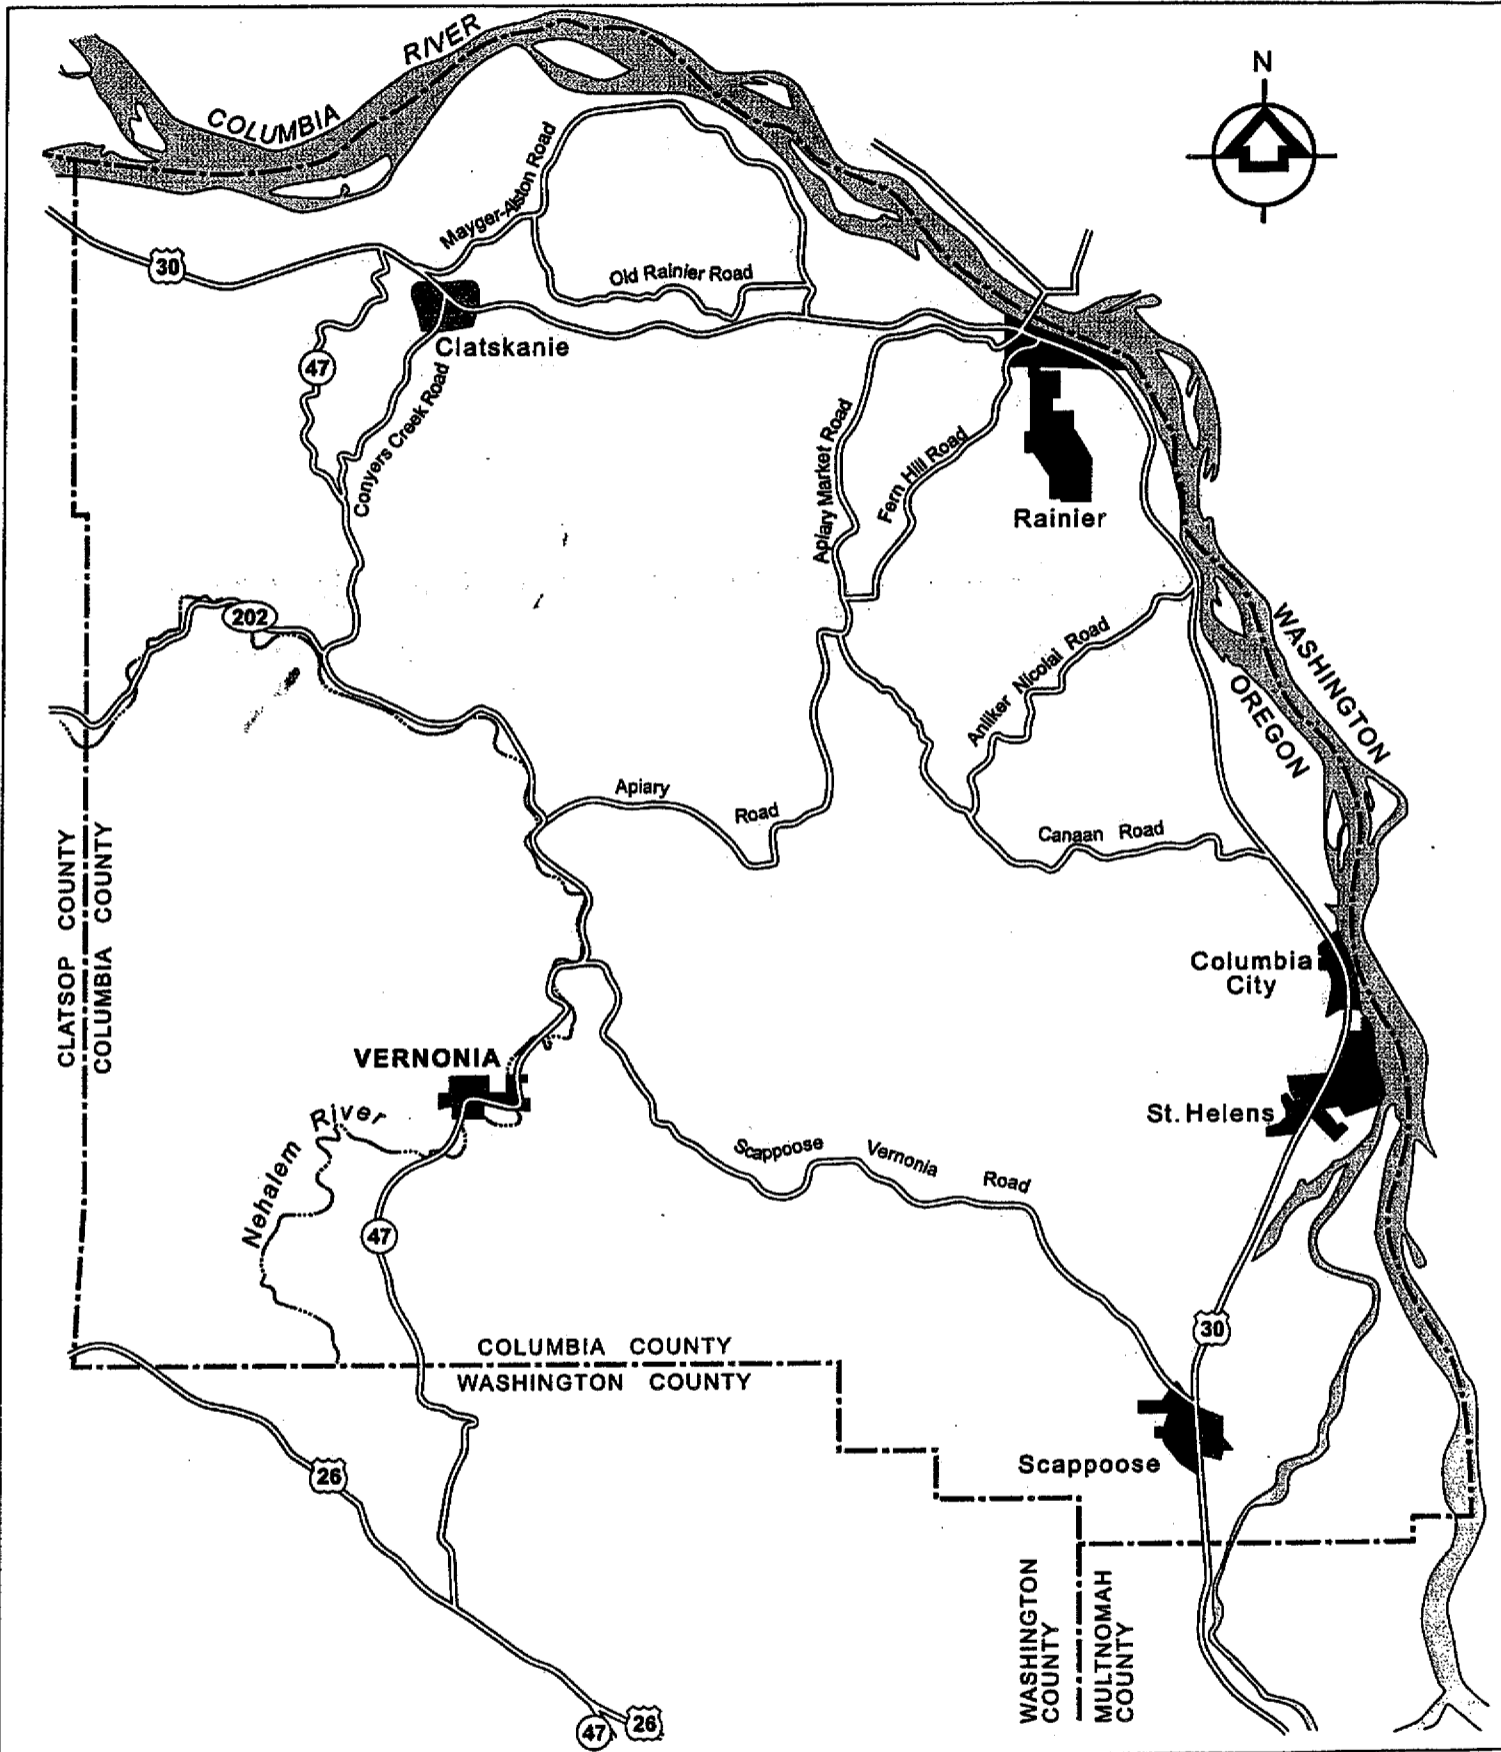 COLUMBIA RIVER
N
Mayger-Alston Road
30
Old Rainier Road
Clatskanie
47
Conyers Creek Road
Apiary Market Road
Fern Hill Road
Rainier
202
WASHINGTON
OREGON
Anliker Nicolai Road
Apiary Road
Canaan Road
CLATSOP COUNTY
COLUMBIA COUNTY
Columbia
City
VERNONIA
St. Helens
Nehalem River
Scappoose Vernonia Road
47
30
COLUMBIA COUNTY
WASHINGTON COUNTY
Scappoose
26
WASHINGTON
COUNTY
MULTNOMAH
COUNTY
47
26